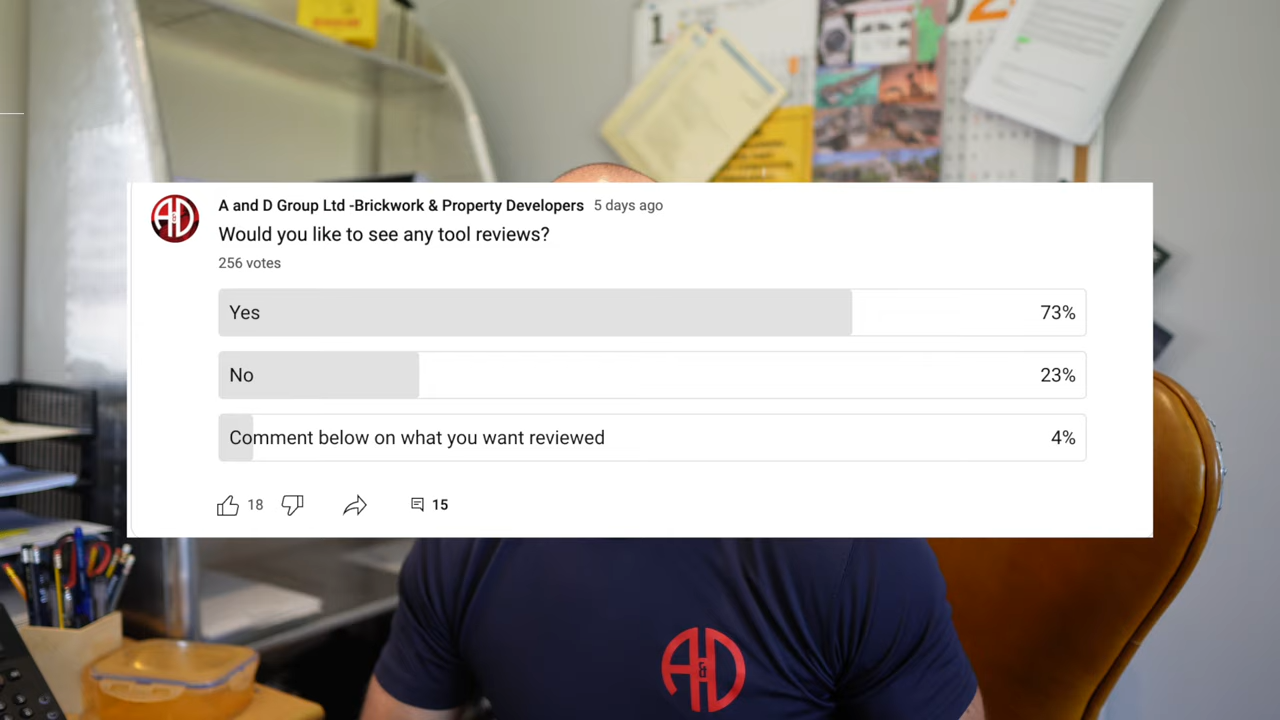 A and D Group Ltd -Brickwork & Property Developers 5 days ago
Would you like to see any tool reviews?
256 votes
Yes 73%
No 23%
Comment below on what you want reviewed 4%
18 15
A&D
A&D